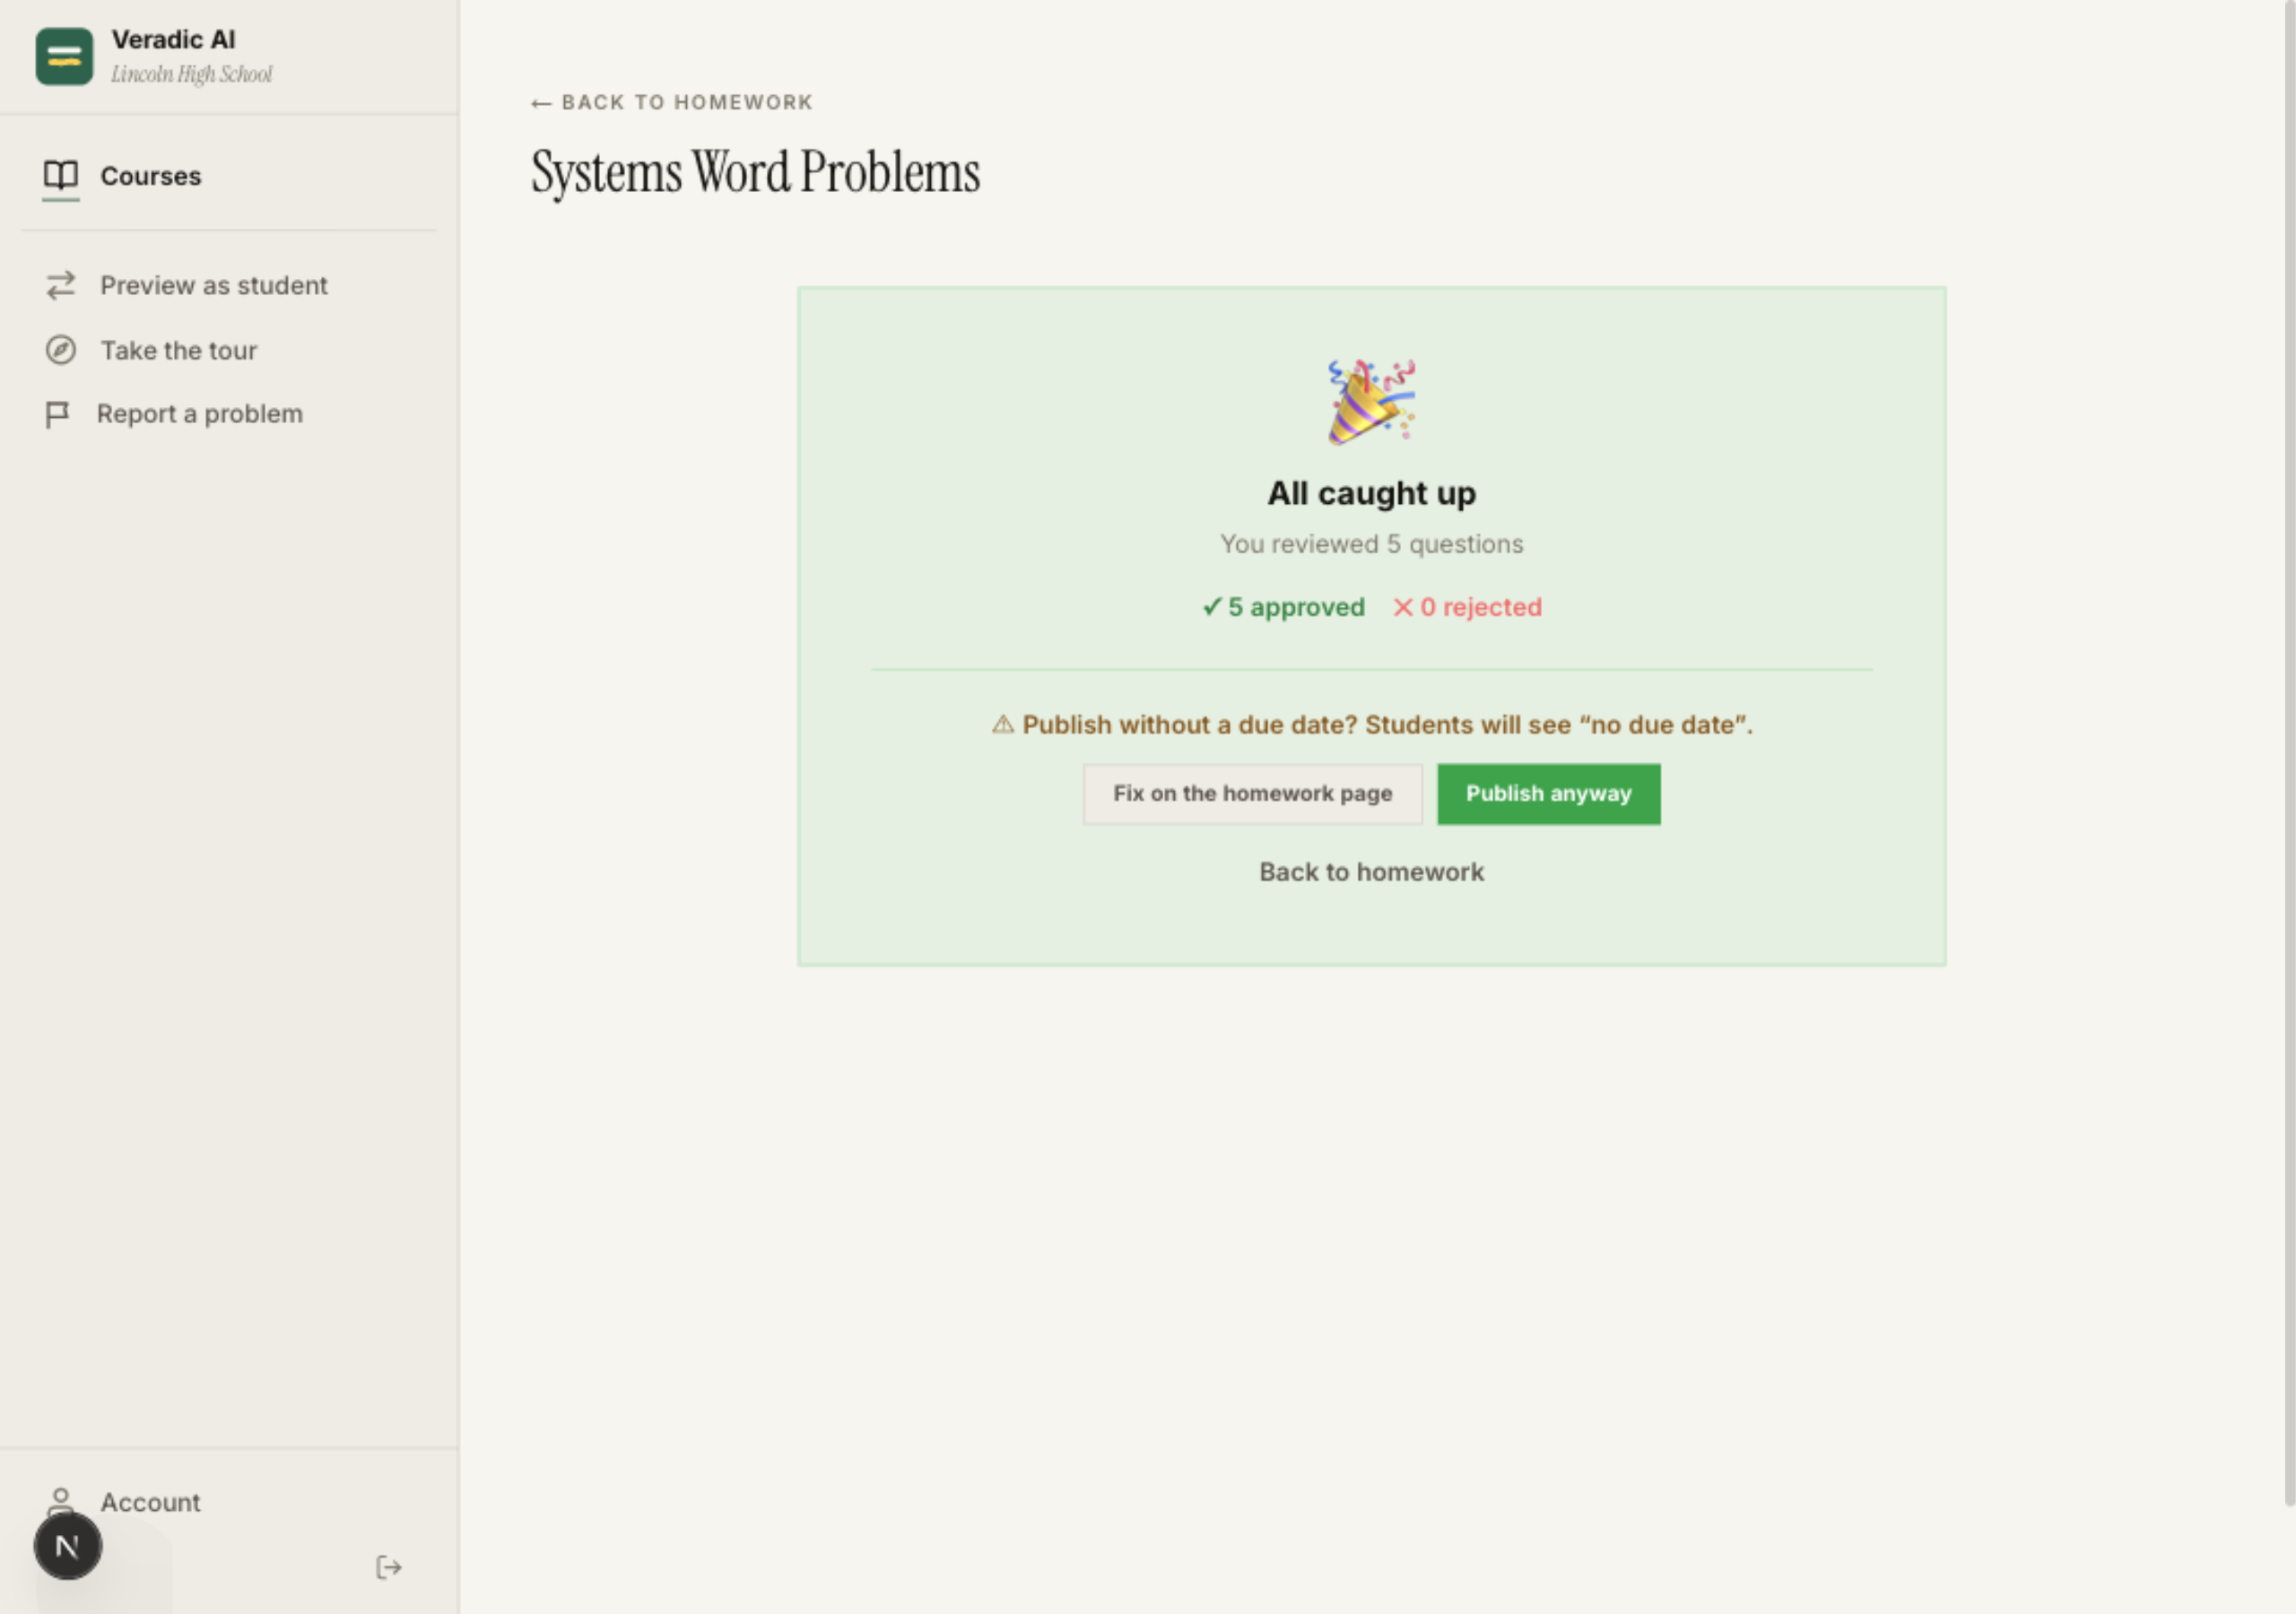 Veradic AI
Lincoln High School
Courses
Preview as student
Take the tour
Report a problem
← BACK TO HOMEWORK
Systems Word Problems
All caught up
You reviewed 5 questions
✓ 5 approved ✕ 0 rejected
⚠ Publish without a due date? Students will see “no due date”.
Fix on the homework page
Publish anyway
Back to homework
Account
N